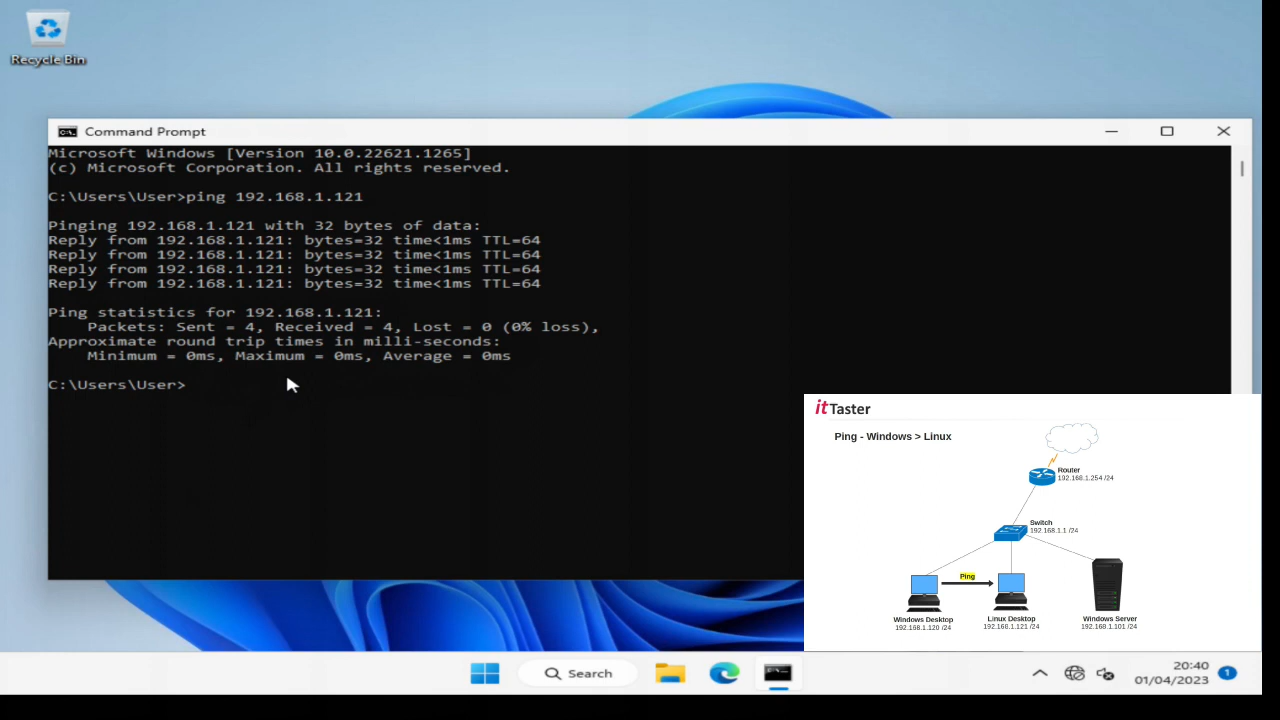 Recycle Bin
Command Prompt
Microsoft Windows [Version 10.0.22621.1265]
(c) Microsoft Corporation. All rights reserved.
C:\Users\User>ping 192.168.1.121
Pinging 192.168.1.121 with 32 bytes of data:
Reply from 192.168.1.121: bytes=32 time<1ms TTL=64
Reply from 192.168.1.121: bytes=32 time<1ms TTL=64
Reply from 192.168.1.121: bytes=32 time<1ms TTL=64
Reply from 192.168.1.121: bytes=32 time<1ms TTL=64
Ping statistics for 192.168.1.121:
    Packets: Sent = 4, Received = 4, Lost = 0 (0% loss),
Approximate round trip times in milli-seconds:
    Minimum = 0ms, Maximum = 0ms, Average = 0ms
C:\Users\User>
it Taster
Ping - Windows > Linux
Router
192.168.1.254 /24
Switch
192.168.1.1 /24
Ping
Windows Desktop
192.168.1.120 /24
Linux Desktop
192.168.1.121 /24
Windows Server
192.168.1.101 /24
Search
20:40
01/04/2023
1